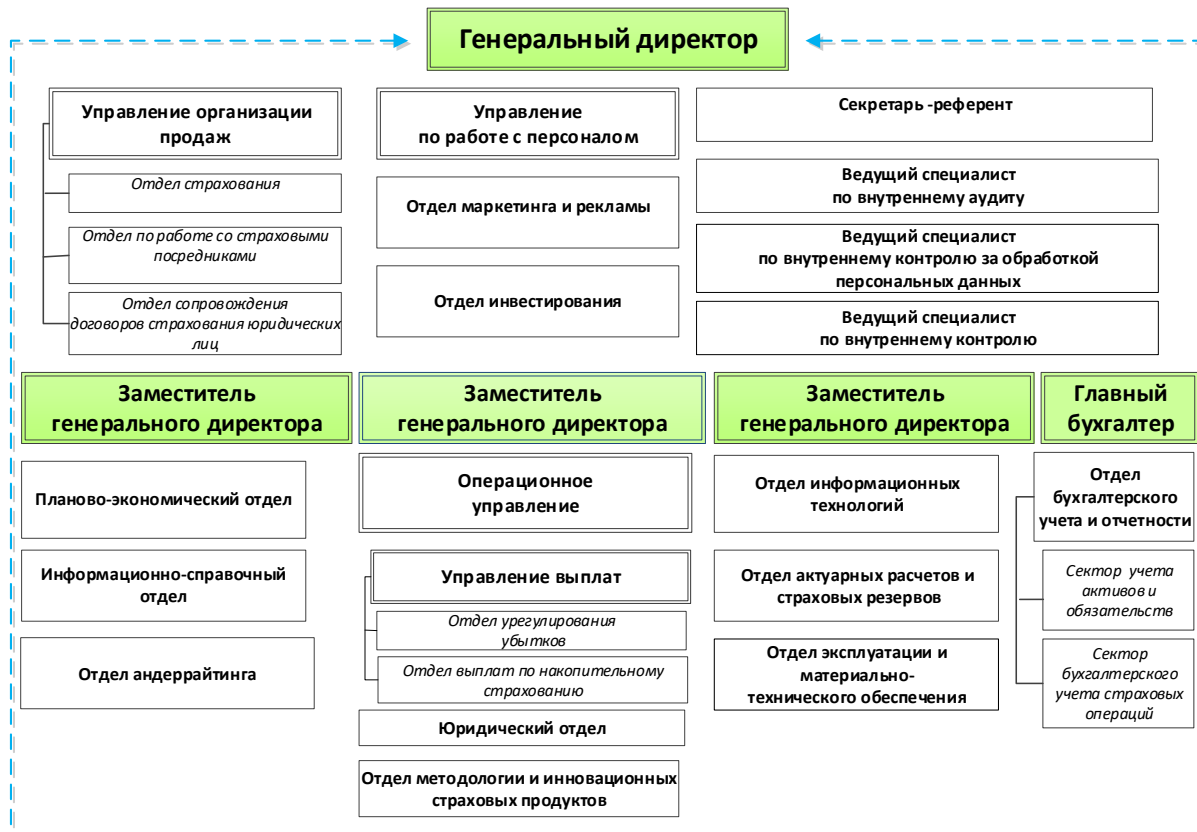 Генеральный директор
Управление организации
продаж
Отдел страхования
Отдел по работе со страховыми
посредниками
Отдел сопровождения
договоров страхования юридических
лиц
Управление
по работе с персоналом
Отдел маркетинга и рекламы
Отдел инвестирования
Секретарь -референт
Ведущий специалист
по внутреннему аудиту
Ведущий специалист
по внутреннему контролю за обработкой
персональных данных
Ведущий специалист
по внутреннему контролю
Заместитель
генерального директора
Планово-экономический отдел
Информационно-справочный
отдел
Отдел андеррайтинга
Заместитель
генерального директора
Операционное
управление
Управление выплат
Отдел урегулирования
убытков
Отдел выплат по накопительному
страхованию
Юридический отдел
Отдел методологии и инновационных
страховых продуктов
Заместитель
генерального директора
Отдел информационных
технологий
Отдел актуарных расчетов и
страховых резервов
Отдел эксплуатации и
материально-
технического обеспечения
Главный
бухгалтер
Отдел
бухгалтерского
учета и отчетности
Сектор учета
активов и
обязательств
Сектор
бухгалтерского
учета страховых
операций